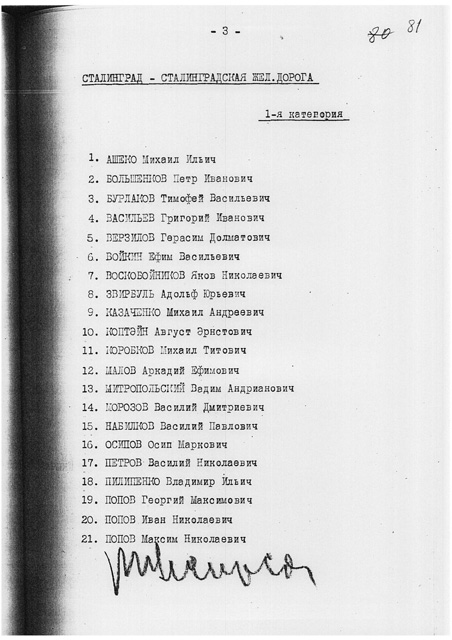 - 3 -
80 81
СТАЛИНГРАД - СТАЛИНГРАДСКАЯ ЖЕЛ.ДОРОГА
1-я категория
1. АШЕКО Михаил Ильич
2. БОЛЬШЕНКОВ Петр Иванович
3. БУРЛАКОВ Тимофей Васильевич
4. ВАСИЛЬЕВ Григорий Иванович
5. ВЕРЗИЛОВ Герасим Долматович
6. ВОЙКИН Ефим Васильевич
7. ВОСКОБОЙНИКОВ Яков Николаевич
8. ЗВИРБУЛЬ Адольф Юрьевич
9. КАЗАЧЕНКО Михаил Андреевич
10. КОПТЭЙН Август Эрнстович
11. КОРОБКОВ Михаил Титович
12. МАЛОВ Аркадий Ефимович
13. МИТРОПОЛЬСКИЙ Вадим Андрианович
14. МОРОЗОВ Василий Дмитриевич
15. НАБИЛКОВ Василий Павлович
16. ОСИПОВ Осип Маркович
17. ПЕТРОВ Василий Николаевич
18. ПИЛИПЕНКО Владимир Ильич
19. ПОПОВ Георгий Максимович
20. ПОПОВ Иван Николаевич
21. ПОПОВ Максим Николаевич